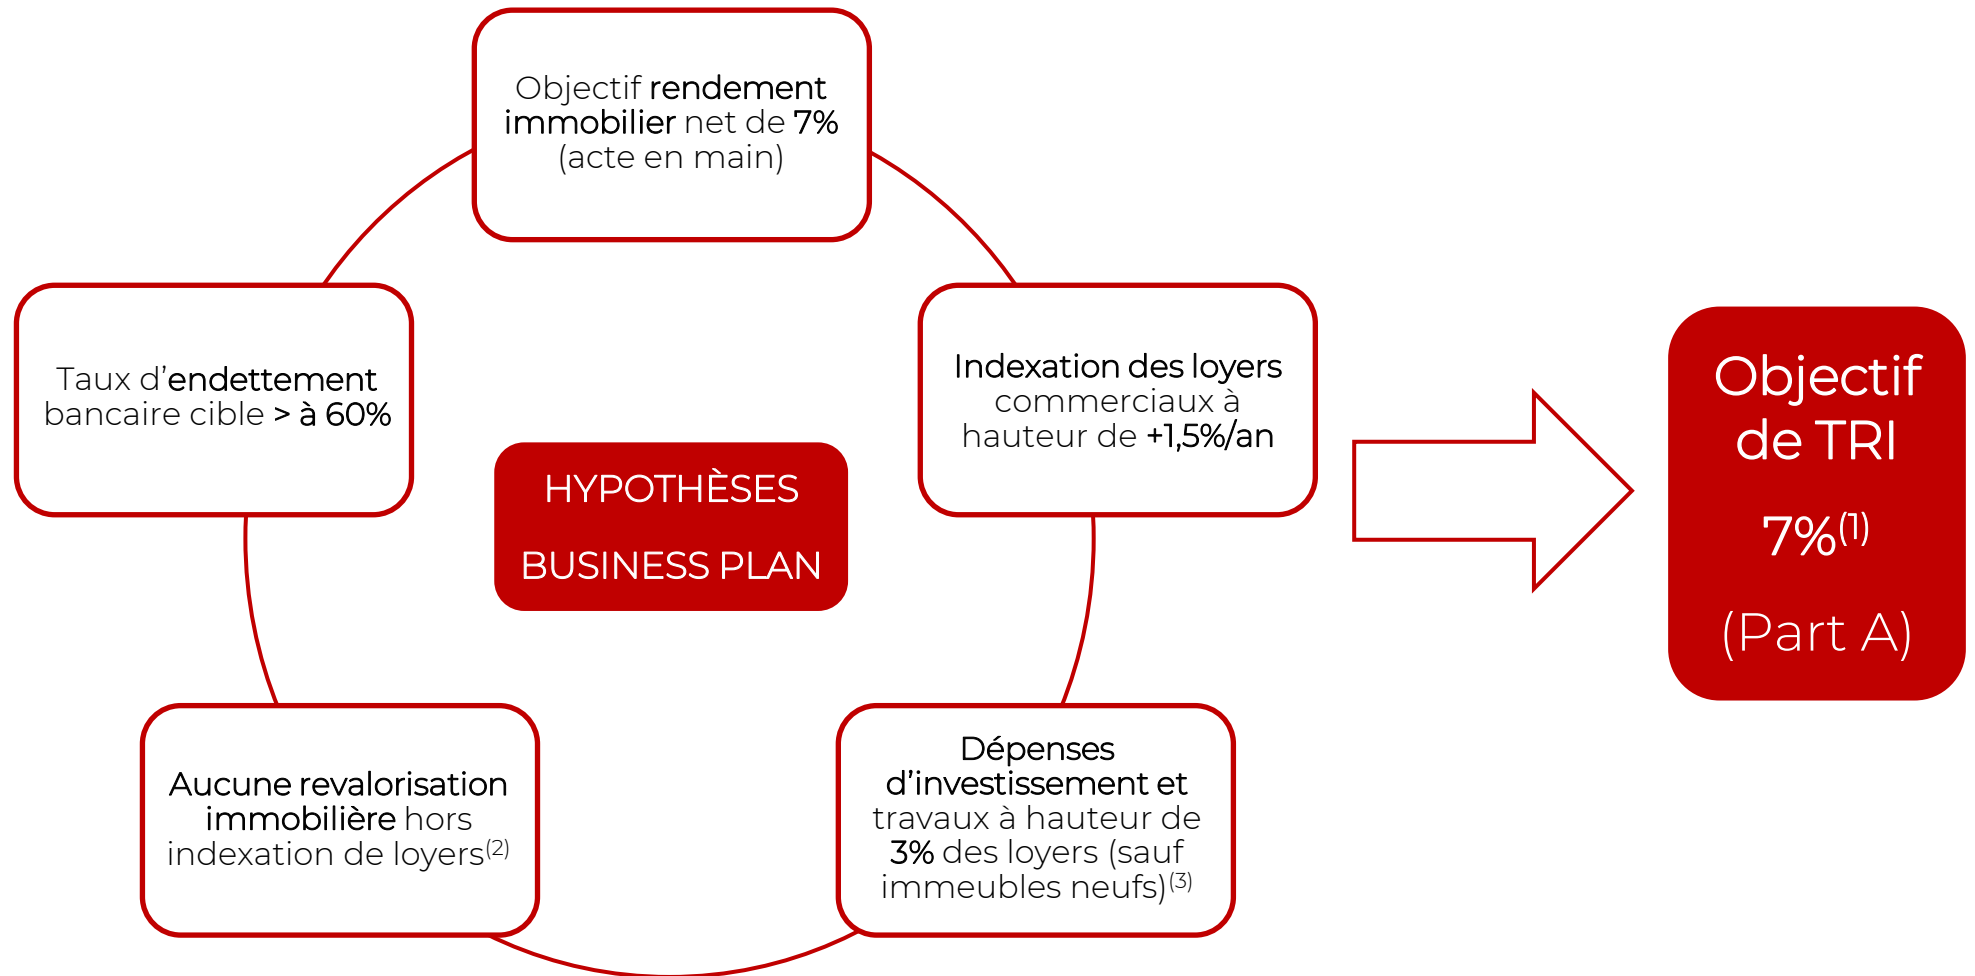 Objectif rendement
immobilier net de 7%
(acte en main)
Taux d’endettement
bancaire cible > à 60%
Indexation des loyers
commerciaux à
hauteur de +1,5%/an
HYPOTHÈSES
BUSINESS PLAN
Objectif
de TRI
7%(1)
(Part A)
Aucune revalorisation
immobilière hors
indexation de loyers(2)
Dépenses
d’investissement et
travaux à hauteur de
3% des loyers (sauf
immeubles neufs)(3)